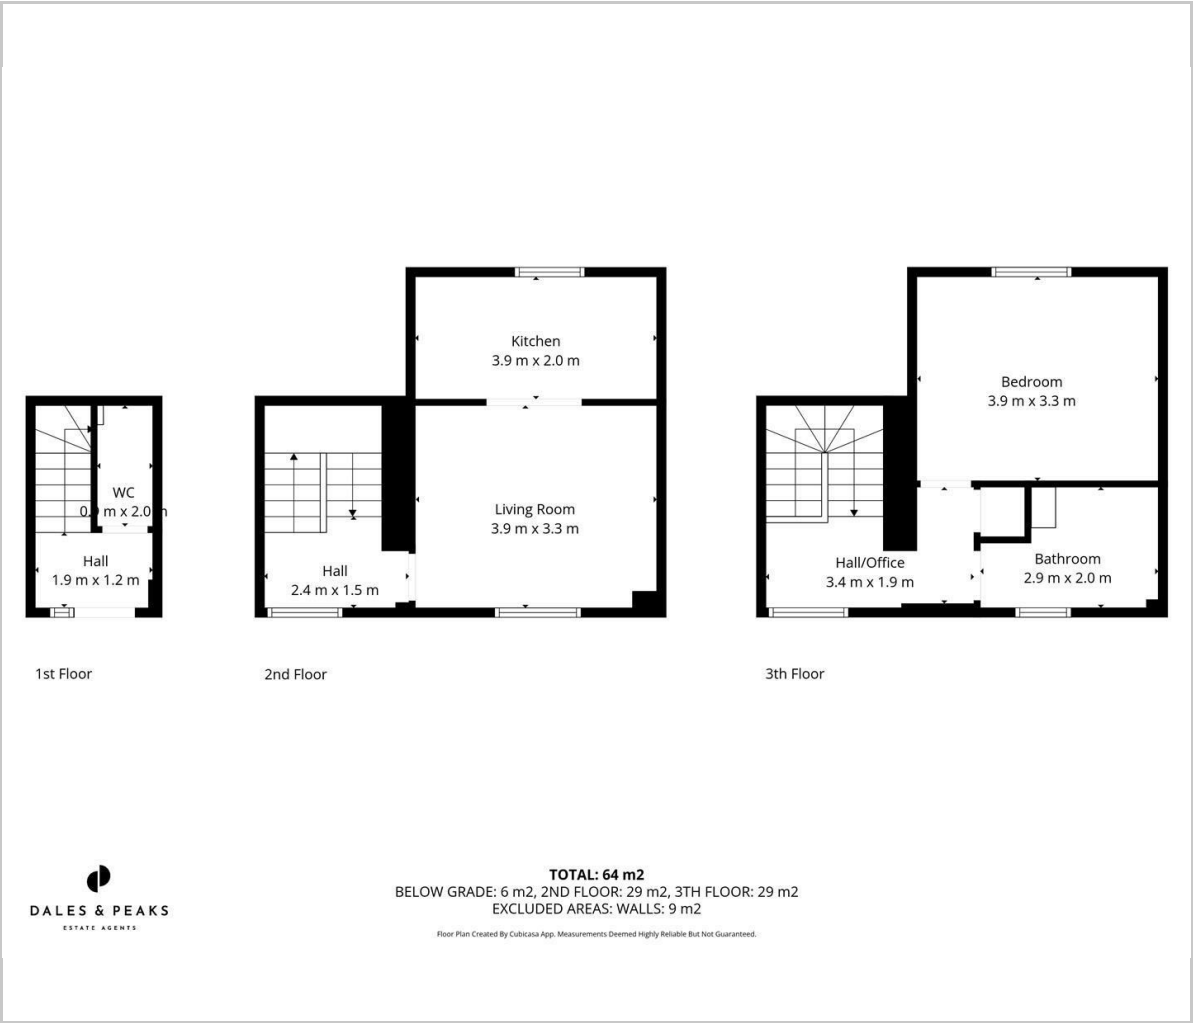 Kitchen
3.9 m x 2.0 m
Bedroom
3.9 m x 3.3 m
WC
0.9 m x 2.0 m
Living Room
3.9 m x 3.3 m
Hall
1.9 m x 1.2 m
Hall
2.4 m x 1.5 m
Hall/Office
3.4 m x 1.9 m
Bathroom
2.9 m x 2.0 m
1st Floor
2nd Floor
3th Floor
DALES & PEAKS
ESTATE AGENTS
TOTAL: 64 m2
BELOW GRADE: 6 m2, 2ND FLOOR: 29 m2, 3TH FLOOR: 29 m2
EXCLUDED AREAS: WALLS: 9 m2
Floor Plan Created By Cubicasa App. Measurements Deemed Highly Reliable But Not Guaranteed.